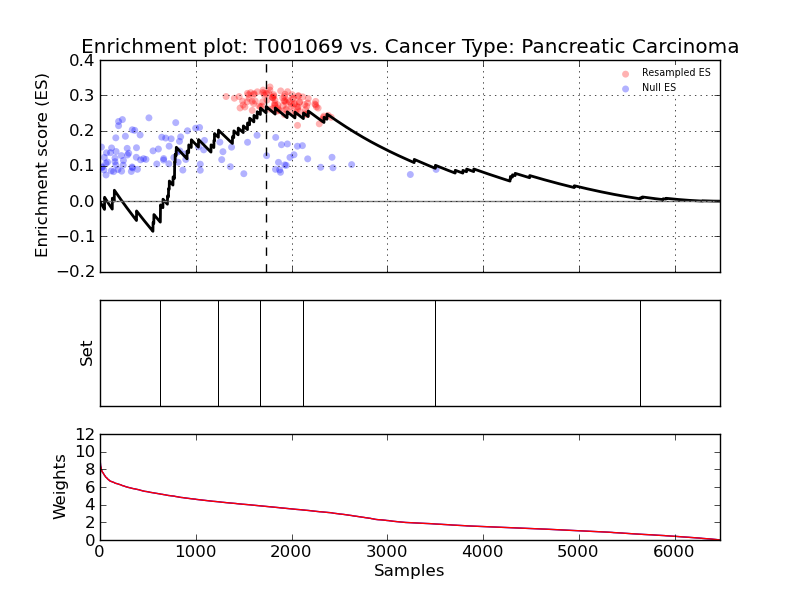 Enrichment plot: T001069 vs. Cancer Type: Pancreatic Carcinoma
Enrichment score (ES)
0.4
0.3
0.2
0.1
0.0
−0.1
−0.2
Resampled ES
Null ES
Set
Weights
12
10
8
6
4
2
0
0 1000 2000 3000 4000 5000 6000
Samples